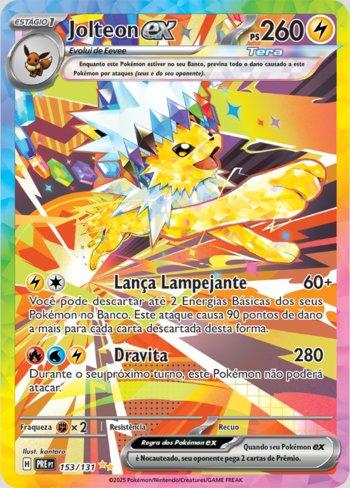 ESTÁGIO 1
Jolteon ex
PS 260
Evolui de Eevee
Tera
Enquanto este Pokémon estiver no seu Banco, previna todo o dano causado a este
Pokémon por ataques (seus e do seu oponente).
Lança Lampejante 60+
Você pode descartar até 2 Energias Básicas dos seus
Pokémon no Banco. Este ataque causa 90 pontos de dano
a mais para cada carta descartada desta forma.
Dravita 280
Durante o seu próximo turno, este Pokémon não poderá
atacar.
Fraqueza × 2 Resistência Recuo
Ilust. kantaro
Regra dos Pokémon ex
Quando seu Pokémon ex
é Nocauteado, seu oponente pega 2 cartas de Prêmio.
H PRE PT 153/131
©2025 Pokémon/Nintendo/Creatures/GAME FREAK